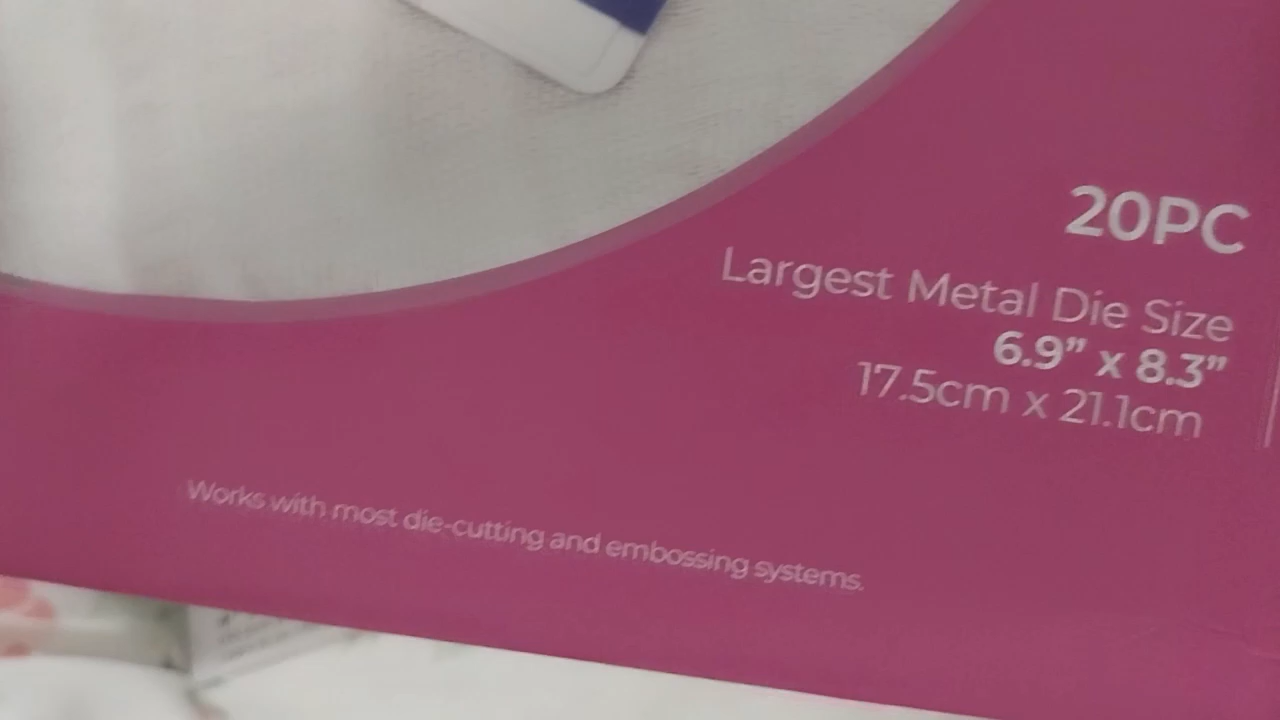 20PC
Largest Metal Die Size
6.9” x 8.3”
17.5cm x 21.1cm
Works with most die-cutting and embossing systems.